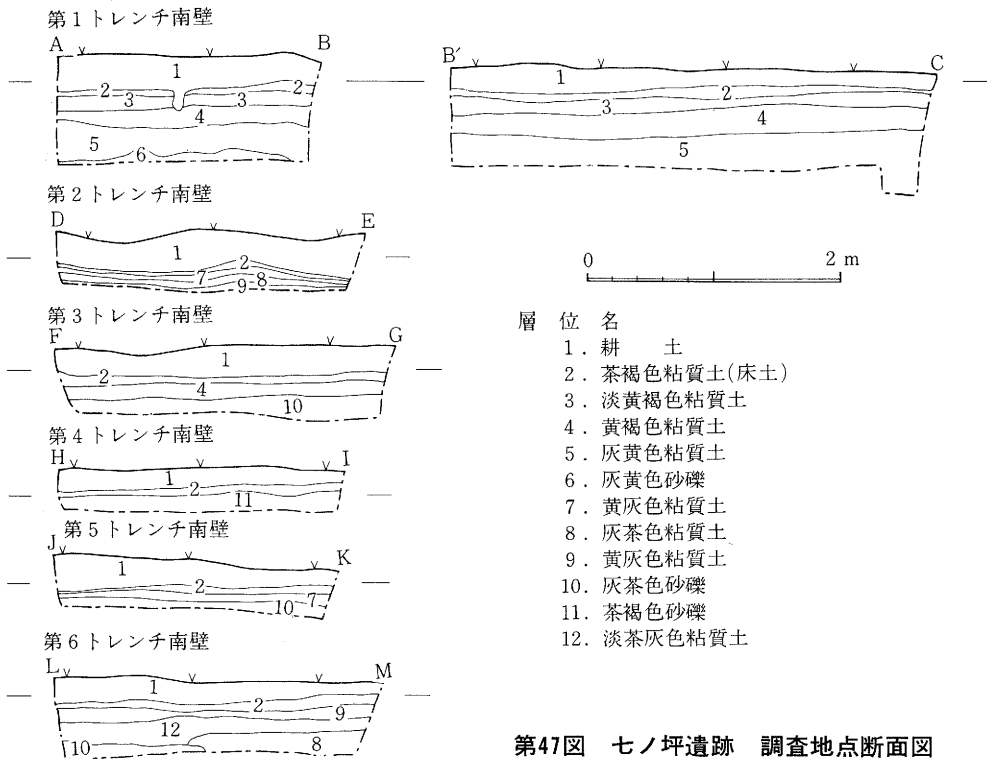 第1トレンチ南壁
A
B
1
2
2
3
3
4
5
6
B′
C
1
2
3
4
5
第2トレンチ南壁
D
E
1
2
7
8
9
第3トレンチ南壁
F
G
1
2
4
10
第4トレンチ南壁
H
I
1
2
11
第5トレンチ南壁
J
K
1
2
7
10
第6トレンチ南壁
L
M
1
2
9
12
10
8
0 2 m
層位名
1. 耕土
2. 茶褐色粘質土(床土)
3. 淡黄褐色粘質土
4. 黄褐色粘質土
5. 灰黄色粘質土
6. 灰黄色砂礫
7. 黄灰色粘質土
8. 灰茶色粘質土
9. 黄灰色粘質土
10. 灰茶色砂礫
11. 茶褐色砂礫
12. 淡茶灰色粘質土
第47図 七ノ坪遺跡 調査地点断面図